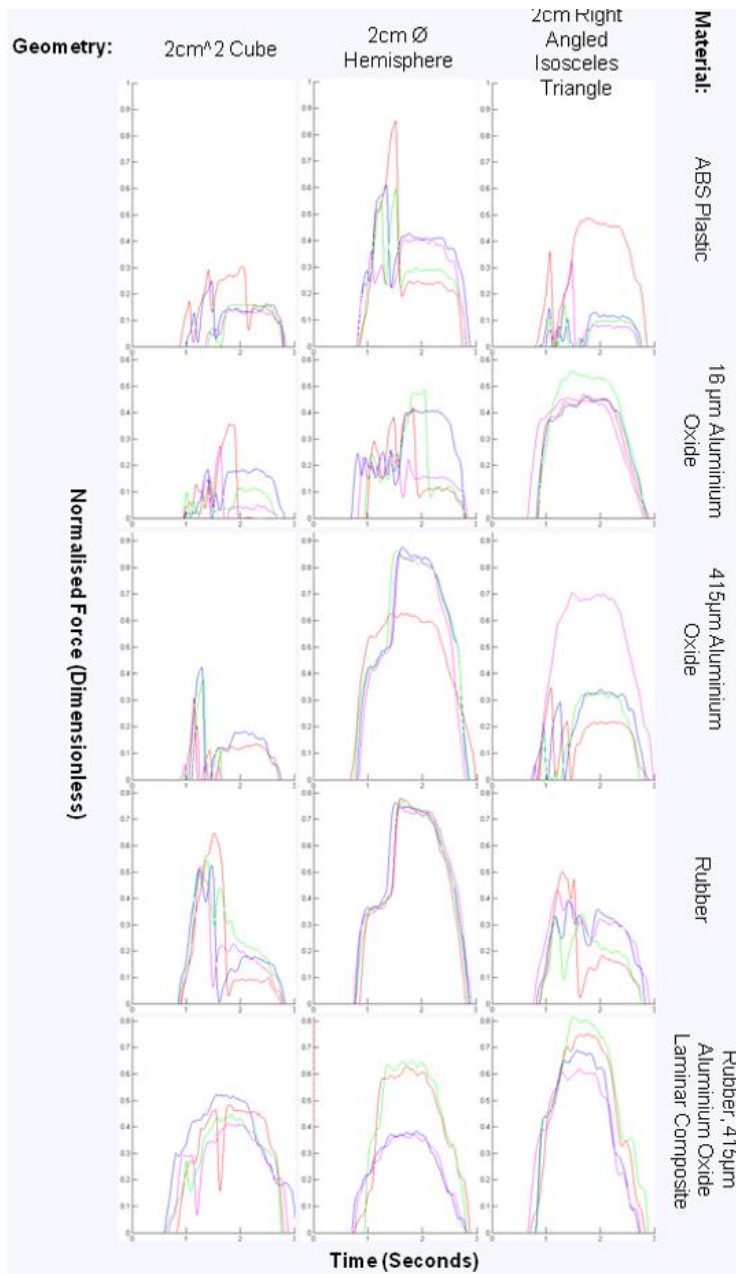 Geometry:
2cm^2 Cube
2cm Ø
Hemisphere
2cm Right
Angled
Isosceles
Triangle
Material:
ABS Plastic
16 µm Aluminium
Oxide
415µm Aluminium
Oxide
Rubber
Rubber, 415µm
Aluminium Oxide
Laminar Composite
Normalised Force (Dimensionless)
Time (Seconds)